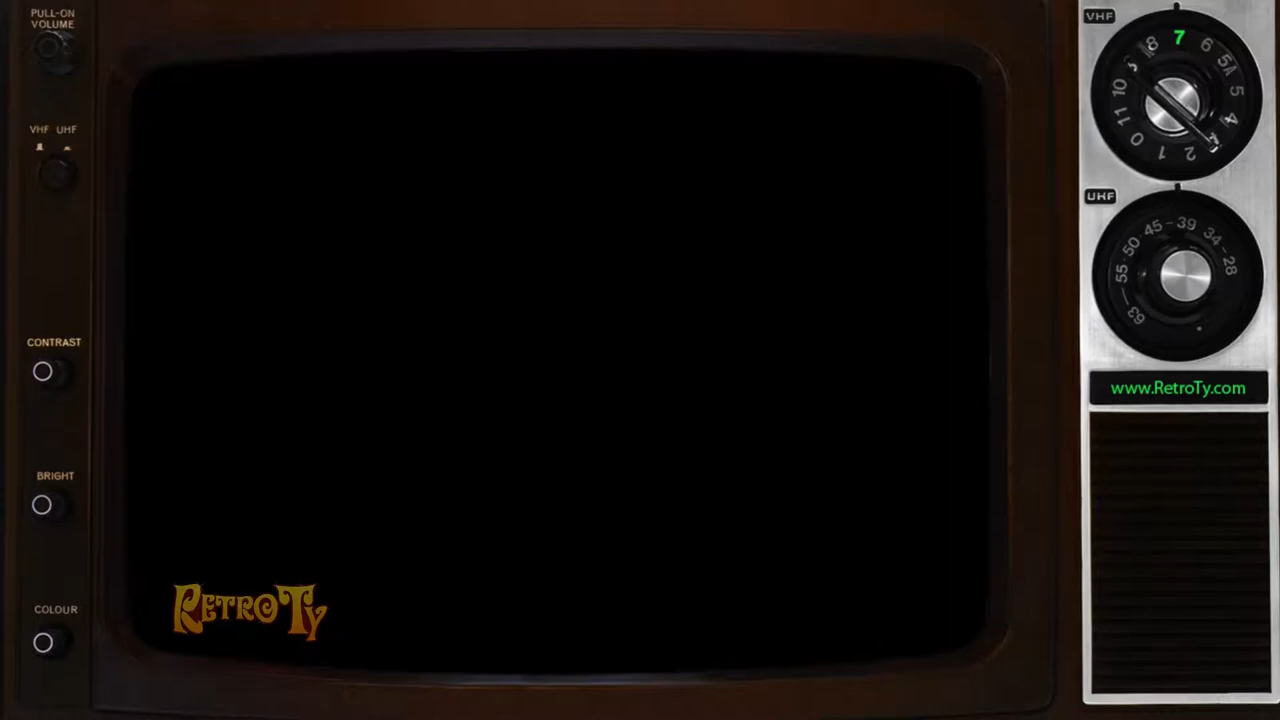 PULL-ON
VOLUME
VHF UHF
CONTRAST
BRIGHT
COLOUR
RETROTY
VHF
7
6
5A
5
4
2
1
0
11
10
8
UHF
63 55 50 45 39 34 28
www.RetroTy.com